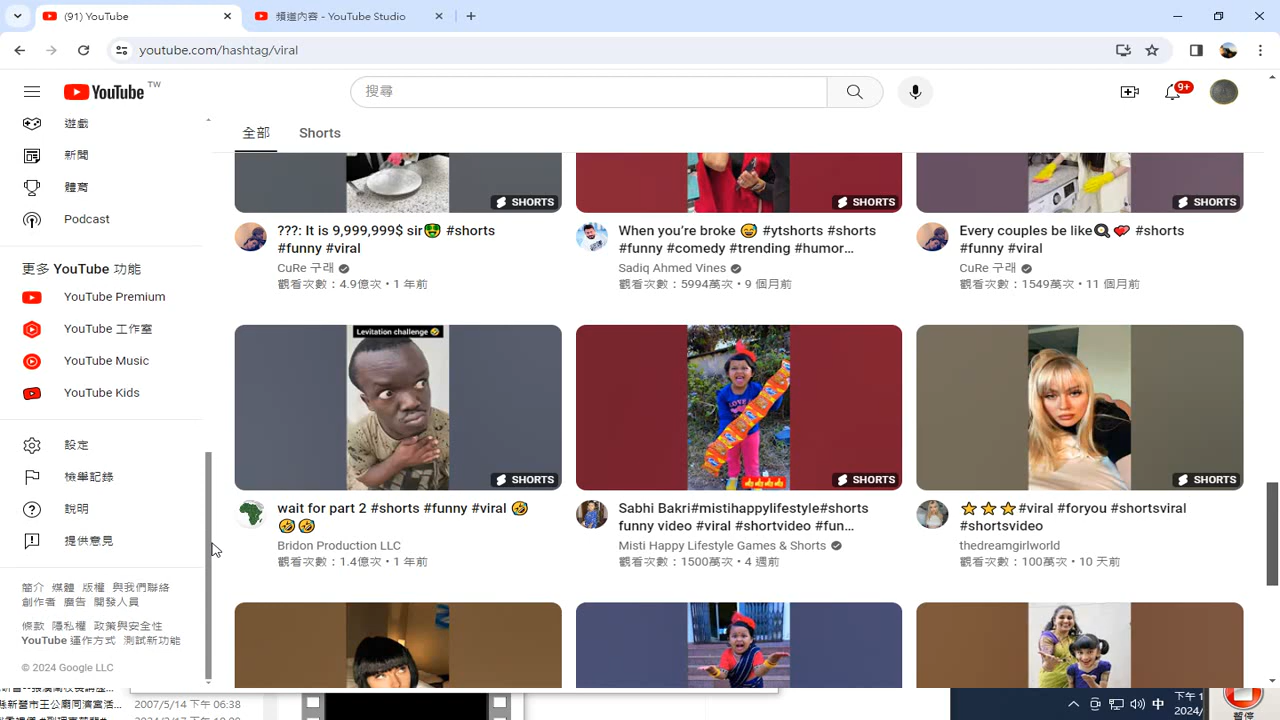 (91) YouTube
頻道內容 - YouTube Studio
youtube.com/hashtag/viral
YouTube TW
搜尋
9+
遊戲
新聞
體育
Podcast
更多 YouTube 功能
YouTube Premium
YouTube 工作室
YouTube Music
YouTube Kids
設定
檢舉記錄
說明
提供意見
簡介 媒體 版權 與我們聯絡
創作者 廣告 開發人員
條款 隱私權 政策與安全性
YouTube 運作方式 測試新功能
© 2024 Google LLC
全部 Shorts
SHORTS
SHORTS
SHORTS
???: It is 9,999,999$ sir🤑 #shorts
#funny #viral
CuRe 구래
觀看次數：4.9億次 • 1 年前
When you’re broke 😅 #ytshorts #shorts
#funny #comedy #trending #humor…
Sadiq Ahmed Vines
觀看次數：5994萬次 • 9 個月前
Every couples be like🍳💝 #shorts
#funny #viral
CuRe 구래
觀看次數：1549萬次 • 11 個月前
Levitation challenge 🤣
SHORTS
SHORTS
SHORTS
wait for part 2 #shorts #funny #viral 🤣
🤣🤣
Bridon Production LLC
觀看次數：1.4億次 • 1 年前
Sabhi Bakri#mistihappylifestyle#shorts
funny video #viral #shortvideo #fun…
Misti Happy Lifestyle Games & Shorts
觀看次數：1500萬次 • 4 週前
⭐⭐⭐#viral #foryou #shortsviral
#shortsvideo
thedreamgirlworld
觀看次數：100萬次 • 10 天前
2007/5/14 下午 06:38
中
下午 1
2024/
暫停